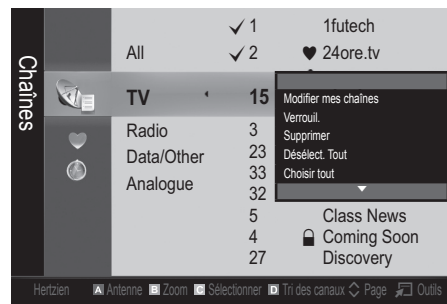 Chaînes
✓ 1 1futech
All ✓ 2 ♥ 24ore.tv
TV 15
Radio 3
Data/Other 23
Analogue 33
32
5 Class News
4 Coming Soon
27 Discovery
Modifier mes chaînes
Verrouil.
Supprimer
Désélect. Tout
Choisir tout
Hertzien A Antenne B Zoom C Sélectionner D Tri des canaux Page Outils